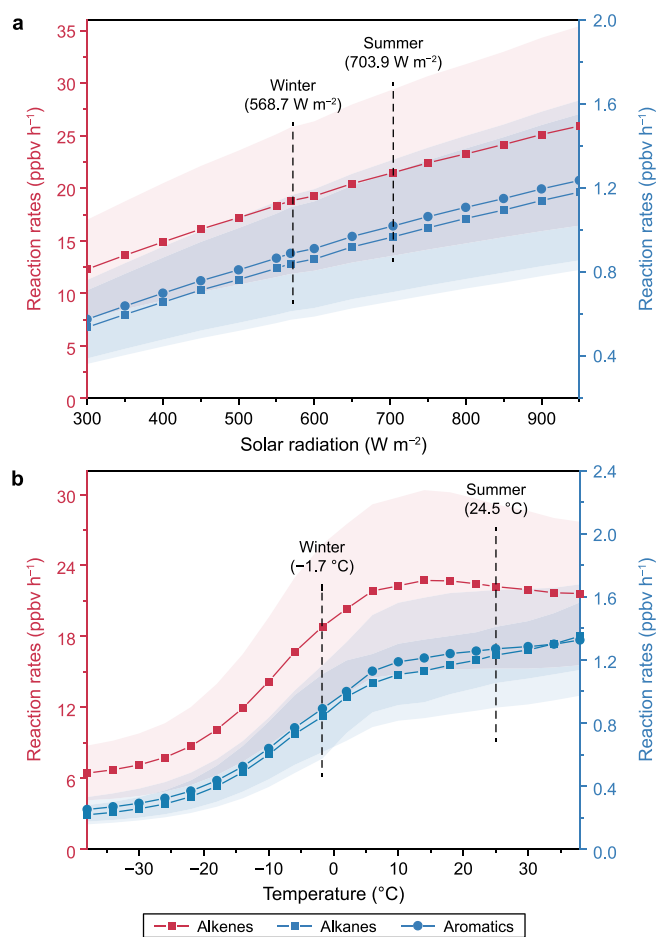 a
Reaction rates (ppbv h⁻¹)
35
30
25
20
15
10
5
0
Winter
(568.7 W m⁻²)
Summer
(703.9 W m⁻²)
2.0
1.6
1.2
0.8
0.4
Reaction rates (ppbv h⁻¹)
300 400 500 600 700 800 900
Solar radiation (W m⁻²)
b
Reaction rates (ppbv h⁻¹)
30
24
18
12
6
0
Winter
(−1.7 °C)
Summer
(24.5 °C)
2.4
2.0
1.6
1.2
0.8
0.4
0.0
Reaction rates (ppbv h⁻¹)
−30 −20 −10 0 15 25 35
Temperature (°C)
Alkenes Alkanes Aromatics